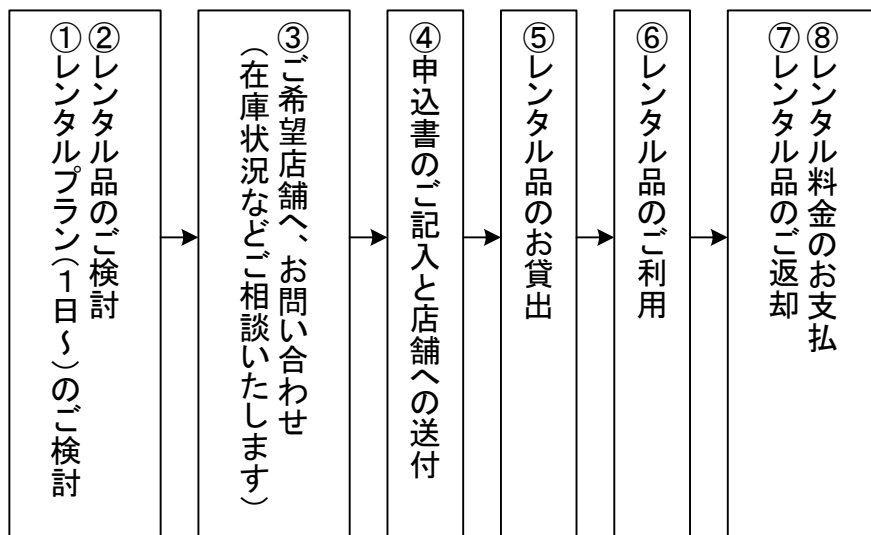 ①レンタルプラン(1日～)のご検討
②レンタル品のご検討
③ご希望店舗へ、お問い合わせ
(在庫状況などご相談いたします)
④申込書のご記入と店舗への送付
⑤レンタル品のお貸出
⑥レンタル品のご利用
⑦レンタル品のご返却
⑧レンタル料金のお支払